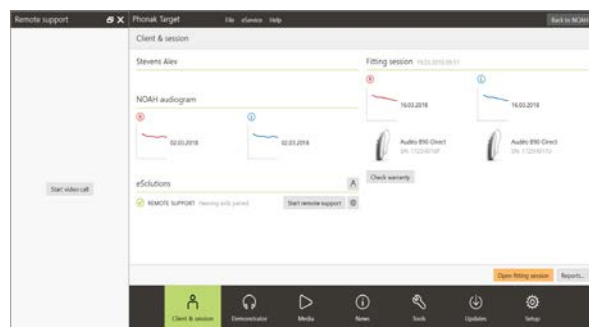 Remote support
Phonak Target
File eService Help
Back to NOAH
Client & session
Stevens Alex
Fitting session
NOAH audiogram
16.03.2018
16.03.2018
02.03.2018
02.03.2018
Audéo B90-Direct
Audéo B90-Direct
Check warranty
eSolutions
Start video call
REMOTE SUPPORT Hearing aids paired
Start remote support
Open fitting session
Reports...
Client & session
Demonstrator
Media
News
Tools
Updates
Setup